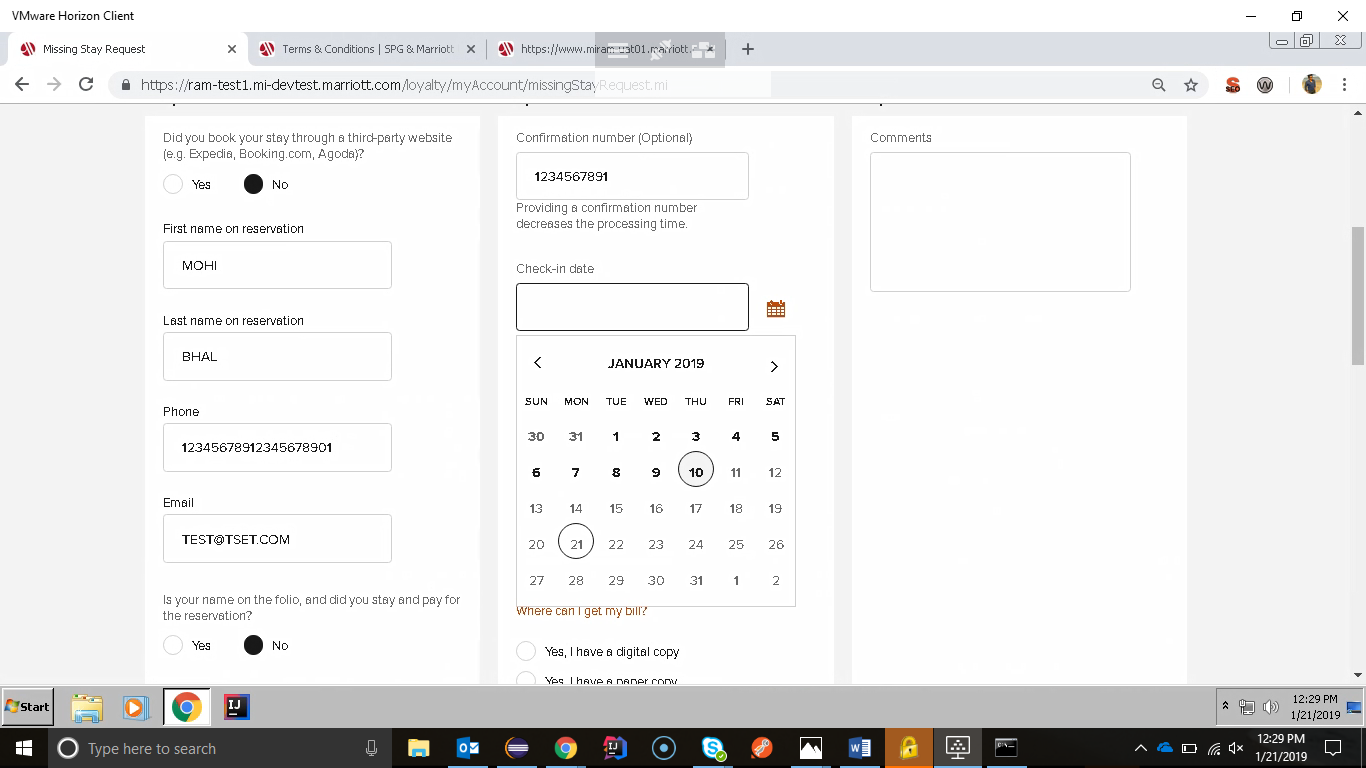 VMware Horizon Client
Missing Stay Request
Terms & Conditions | SPG & Marriott
https://ram-test1.mi-devtest.marriott.com/loyalty/myAccount/missingStayRequest.mi
Did you book your stay through a third-party website
(e.g. Expedia, Booking.com, Agoda)?
Yes No
First name on reservation
MOHI
Last name on reservation
BHAL
Phone
12345678912345678901
Email
TEST@TSET.COM
Is your name on the folio, and did you stay and pay for
the reservation?
Yes No
Confirmation number (Optional)
1234567891
Providing a confirmation number
decreases the processing time.
Check-in date
JANUARY 2019
SUN MON TUE WED THU FRI SAT
30 31 1 2 3 4 5
6 7 8 9 10 11 12
13 14 15 16 17 18 19
20 21 22 23 24 25 26
27 28 29 30 31 1 2
Where can I get my bill?
Yes, I have a digital copy
Yes, I have a paper copy
Comments
Start
12:29 PM
1/21/2019
Type here to search
12:29 PM
1/21/2019